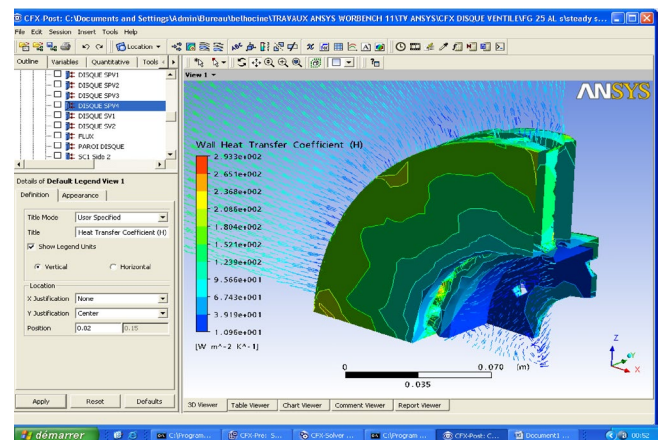 CFX Post: C:\Documents and Settings\Admin\Bureau\belhocine\TRAVAUX ANSYS WORBENCH 11\TV ANSYS\CFX DISQUE VENTILEVFG 25 AL s\steady s...
File Edit Session Insert Tools Help
Location
Outline Variables Quantitative Tools
View 1
DISQUE SPV1
DISQUE SPV2
DISQUE SPV3
DISQUE SPV4
DISQUE SV1
DISQUE SV2
FLUX
PAROI DISQUE
SC1 Side 2
Details of Default Legend View 1
Definition Appearance
Title Mode User Specified
Title Heat Transfer Coefficient (H)
Show Legend Units
Vertical Horizontal
Location
X Justification None
Y Justification Center
Position 0.02 0.15
Apply Reset Defaults
ANSYS
Wall Heat Transfer Coefficient (H)
2.933e+002
2.651e+002
2.368e+002
2.086e+002
1.804e+002
1.521e+002
1.239e+002
9.566e+001
6.743e+001
3.919e+001
1.096e+001
[W m^-2 K^-1]
0 0.070 (m)
0.035
Z
Y
X
3D Viewer Table Viewer Chart Viewer Comment Viewer Report Viewer
démarrer C:\Program... CFX-Pre: S... CFX-Solver ... C:\Program ... CFX-Post: C... Document1 ... 00:52